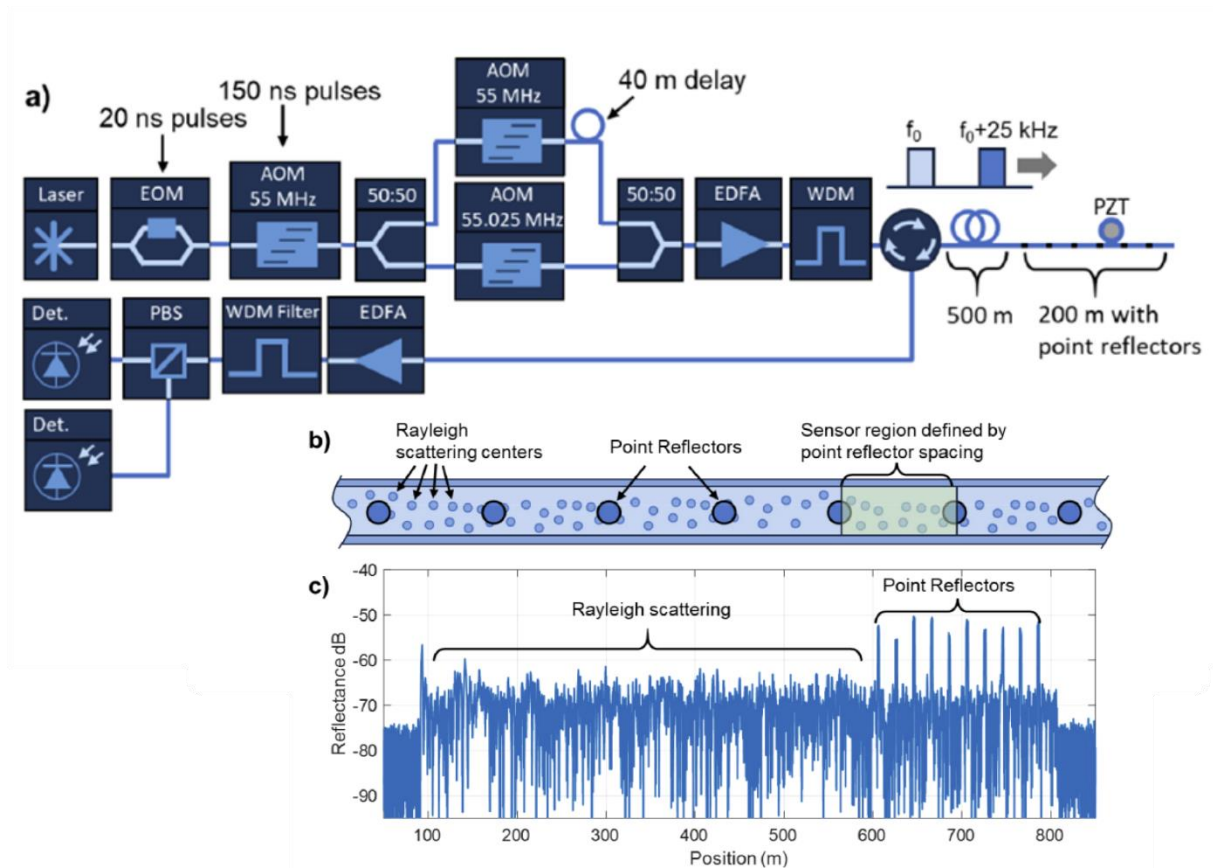 a)
20 ns pulses
150 ns pulses
40 m delay
Laser
EOM
AOM
55 MHz
50:50
AOM
55 MHz
AOM
55.025 MHz
50:50
EDFA
WDM
f₀
f₀+25 kHz
PZT
500 m
200 m with
point reflectors
Det.
PBS
WDM Filter
EDFA
Det.
b)
Rayleigh
scattering centers
Point Reflectors
Sensor region defined by
point reflector spacing
c)
Rayleigh scattering
Point Reflectors
Reflectance dB
-40
-50
-60
-70
-80
-90
100
200
300
400
500
600
700
800
Position (m)